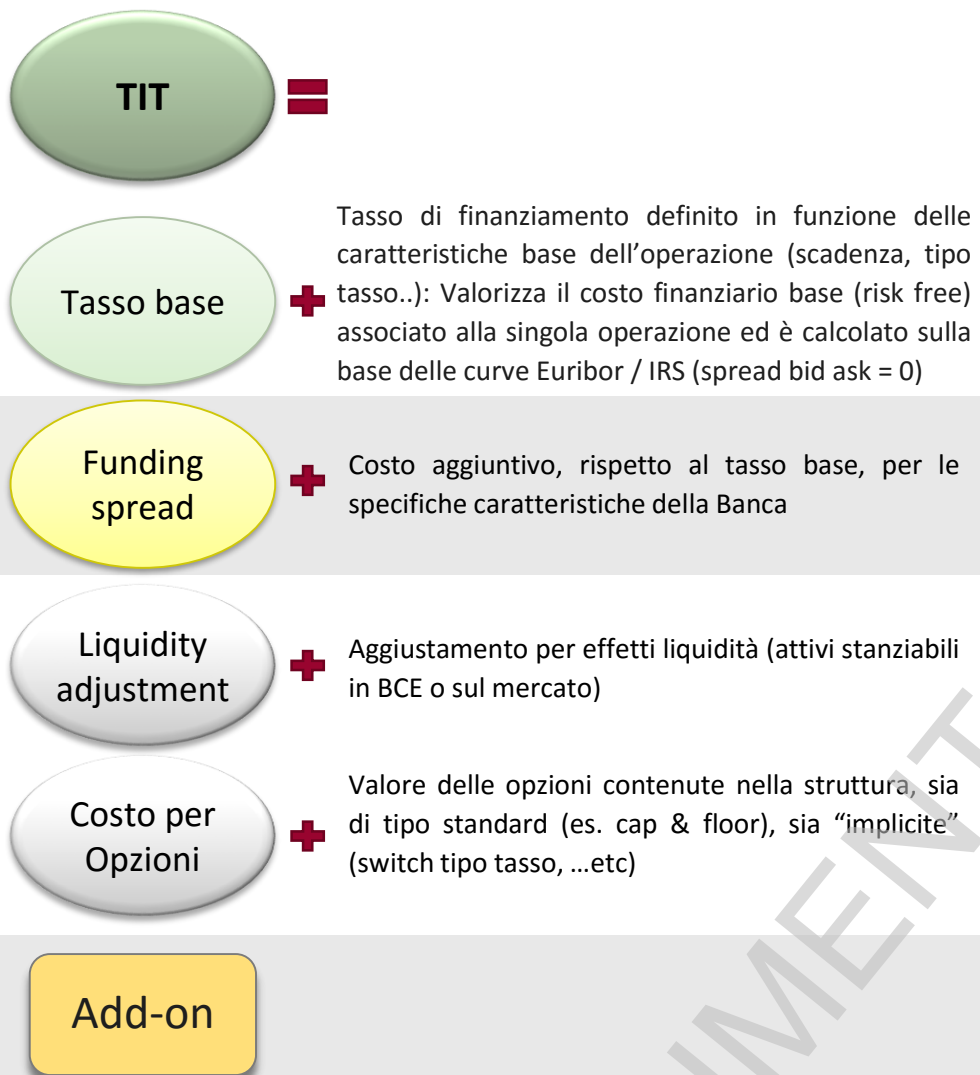 TIT
Tasso di finanziamento definito in funzione delle
caratteristiche base dell’operazione (scadenza, tipo
Tasso base
tasso..): Valorizza il costo finanziario base (risk free)
associato alla singola operazione ed è calcolato sulla
base delle curve Euribor / IRS (spread bid ask = 0)
Funding
spread
Costo aggiuntivo, rispetto al tasso base, per le
specifiche caratteristiche della Banca
Liquidity
adjustment
Aggiustamento per effetti liquidità (attivi stanziabili
in BCE o sul mercato)
Costo per
Opzioni
Valore delle opzioni contenute nella struttura, sia
di tipo standard (es. cap & floor), sia “implicite”
(switch tipo tasso, …etc)
Add-on